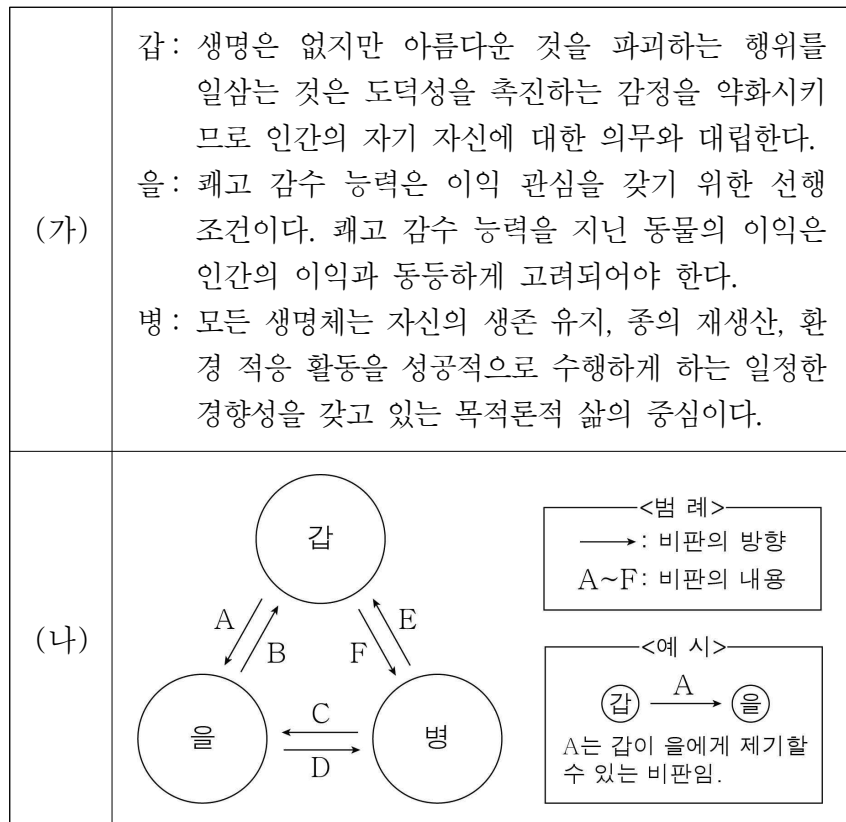 (가)
갑: 생명은 없지만 아름다운 것을 파괴하는 행위를
일삼는 것은 도덕성을 촉진하는 감정을 약화시키
므로 인간의 자기 자신에 대한 의무와 대립한다.
을: 쾌고 감수 능력은 이익 관심을 갖기 위한 선행
조건이다. 쾌고 감수 능력을 지닌 동물의 이익은
인간의 이익과 동등하게 고려되어야 한다.
병: 모든 생명체는 자신의 생존 유지, 종의 재생산, 환
경 적응 활동을 성공적으로 수행하게 하는 일정한
경향성을 갖고 있는 목적론적 삶의 중심이다.
(나)
갑
A
B
F
E
을
C
D
병
<범 례>
→: 비판의 방향
A~F: 비판의 내용
<예 시>
갑 A → 을
A는 갑이 을에게 제기할
수 있는 비판임.